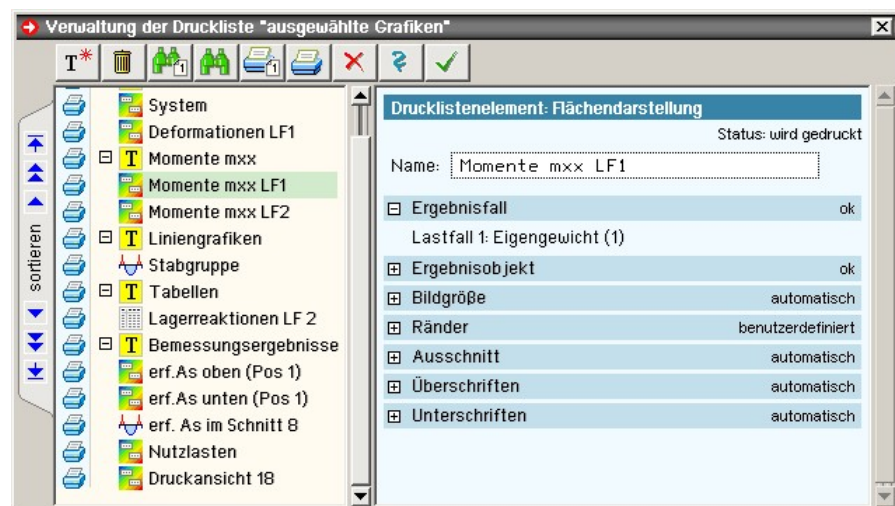 Verwaltung der Druckliste "ausgewählte Grafiken"
T*
1
1
sortieren
System
Deformationen LF1
T Momente mxx
Momente mxx LF1
Momente mxx LF2
T Liniengrafiken
Stabgruppe
T Tabellen
Lagerreaktionen LF 2
T Bemessungsergebnisse
erf.As oben (Pos 1)
erf.As unten (Pos 1)
erf. As im Schnitt 8
Nutzlasten
Druckansicht 18
Drucklistenelement: Flächendarstellung
Status: wird gedruckt
Name: Momente mxx LF1
Ergebnisfall ok
Lastfall 1: Eigengewicht (1)
Ergebnisobjekt ok
Bildgröße automatisch
Ränder benutzerdefiniert
Ausschnitt automatisch
Überschriften automatisch
Unterschriften automatisch